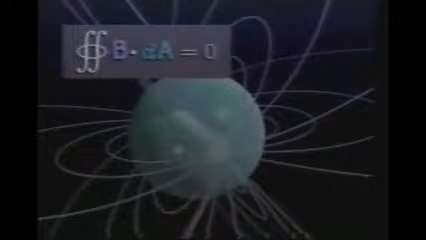 ∯ B · dA = 0